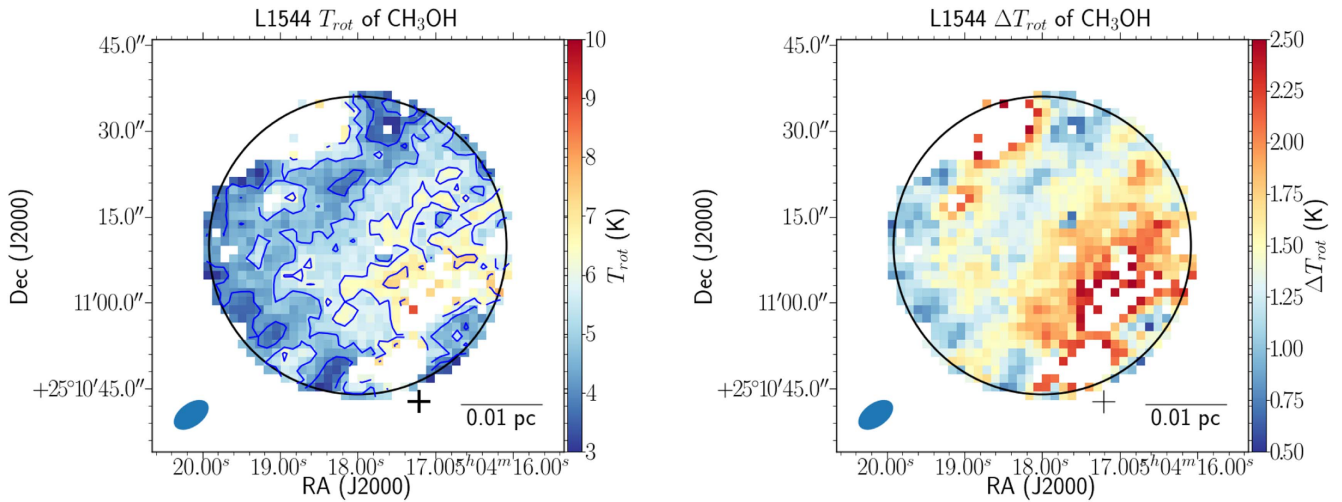 L1544 T_rot of CH₃OH
45.0″
30.0″
15.0″
11′00.0″
+25°10′45.0″
Dec (J2000)
20.00ˢ 19.00ˢ 18.00ˢ 17.00ˢ 5ʰ04ᵐ16.00ˢ
RA (J2000)
0.01 pc
10
9
8
7
6
5
4
3
T_rot (K)
L1544 ΔT_rot of CH₃OH
45.0″
30.0″
15.0″
11′00.0″
+25°10′45.0″
Dec (J2000)
20.00ˢ 19.00ˢ 18.00ˢ 17.00ˢ 5ʰ04ᵐ16.00ˢ
RA (J2000)
0.01 pc
2.50
2.25
2.00
1.75
1.50
1.25
1.00
0.75
0.50
ΔT_rot (K)